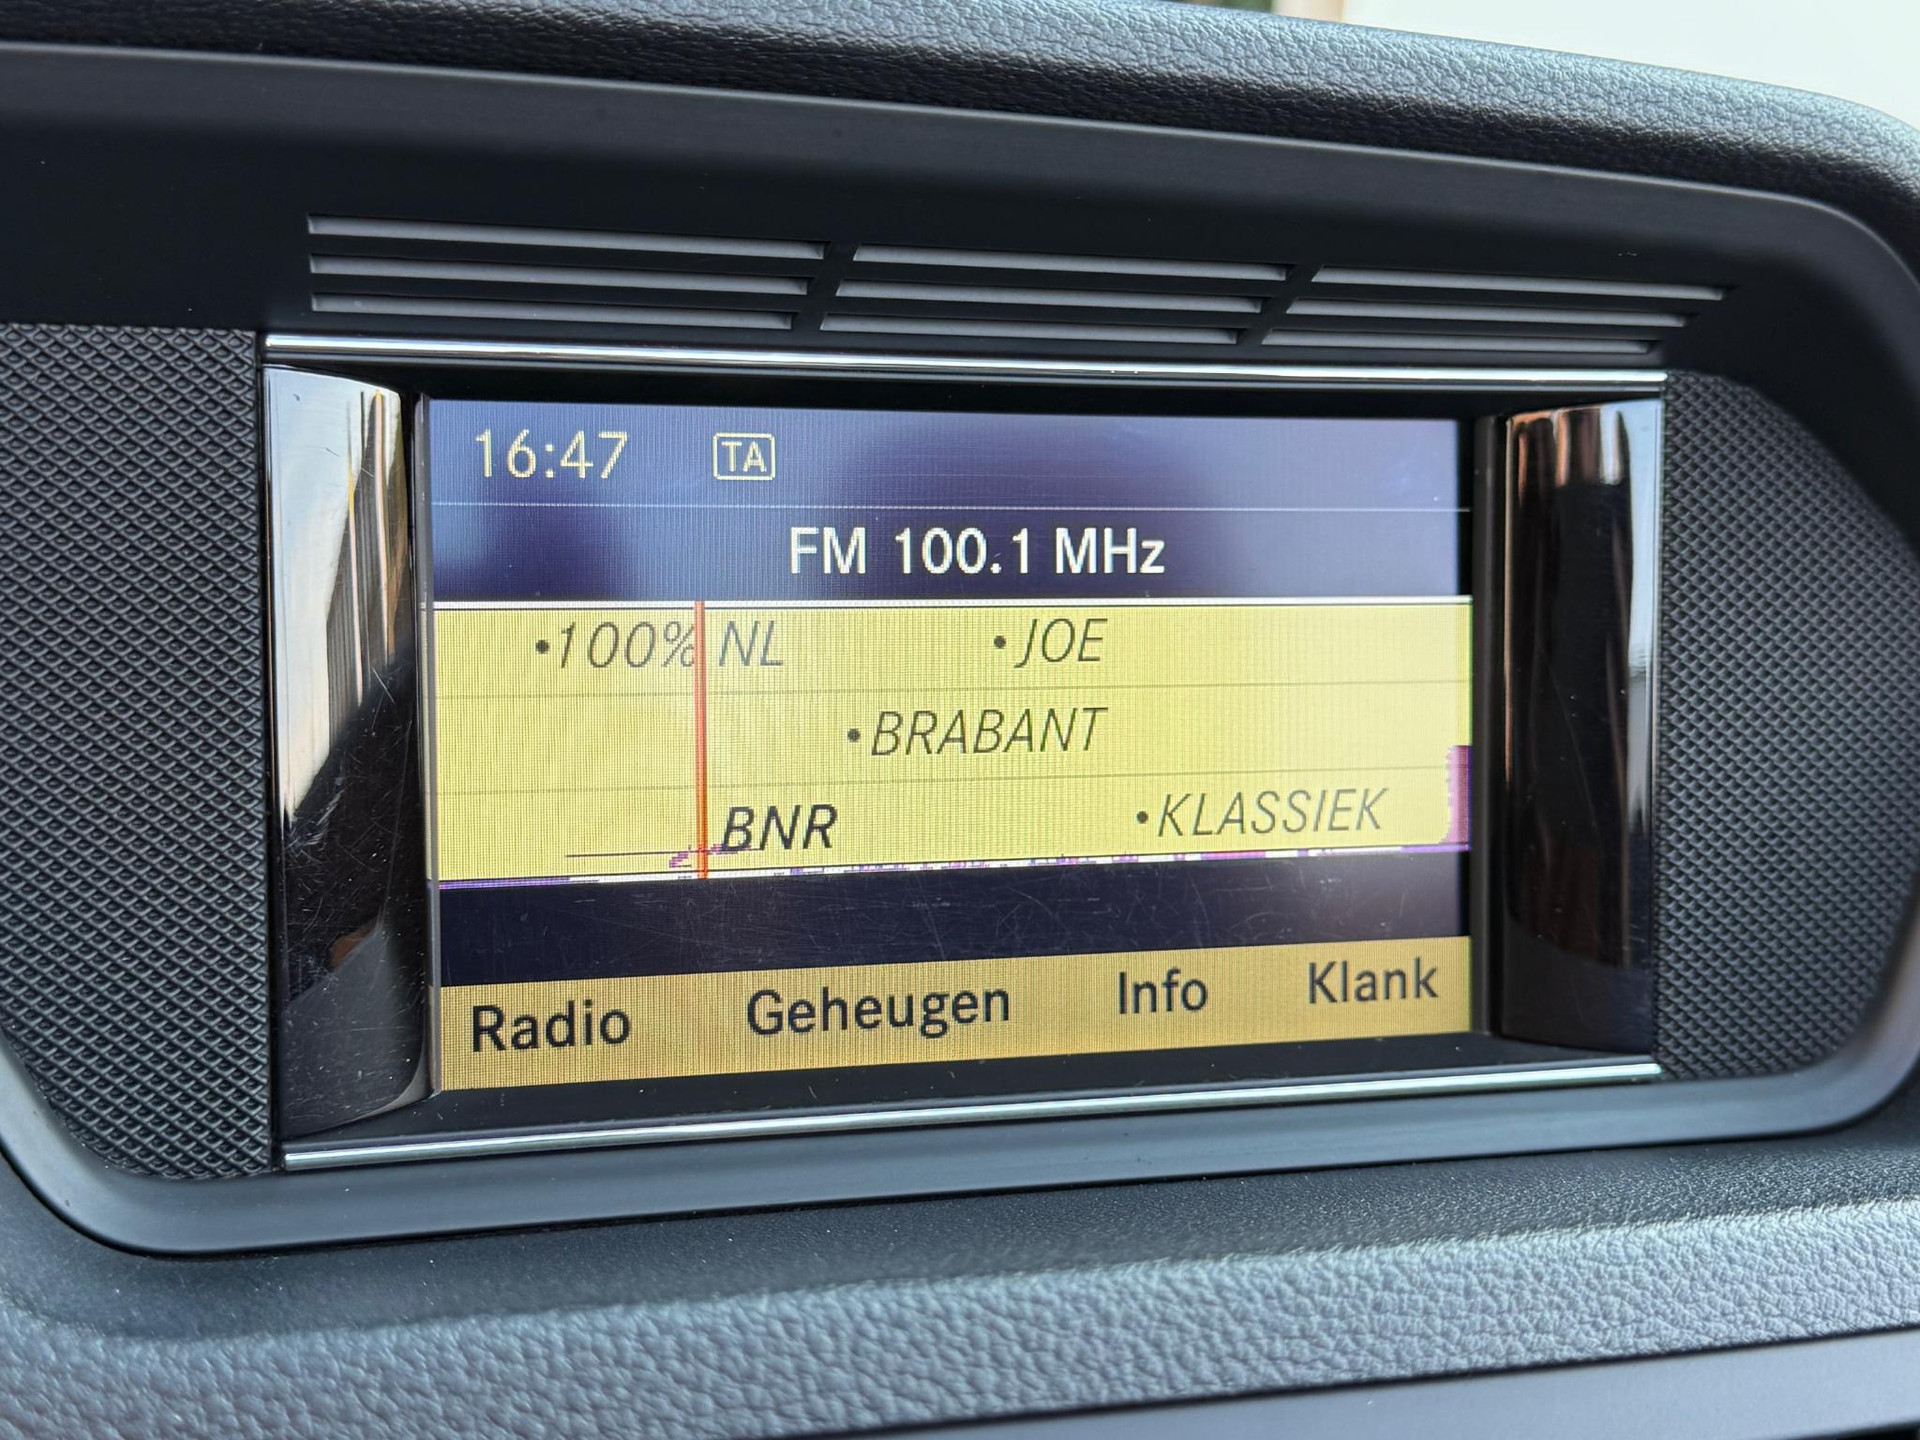 16:47 TA
FM 100.1 MHz
•100% NL •JOE
•BRABANT
BNR •KLASSIEK
Radio Geheugen Info Klank